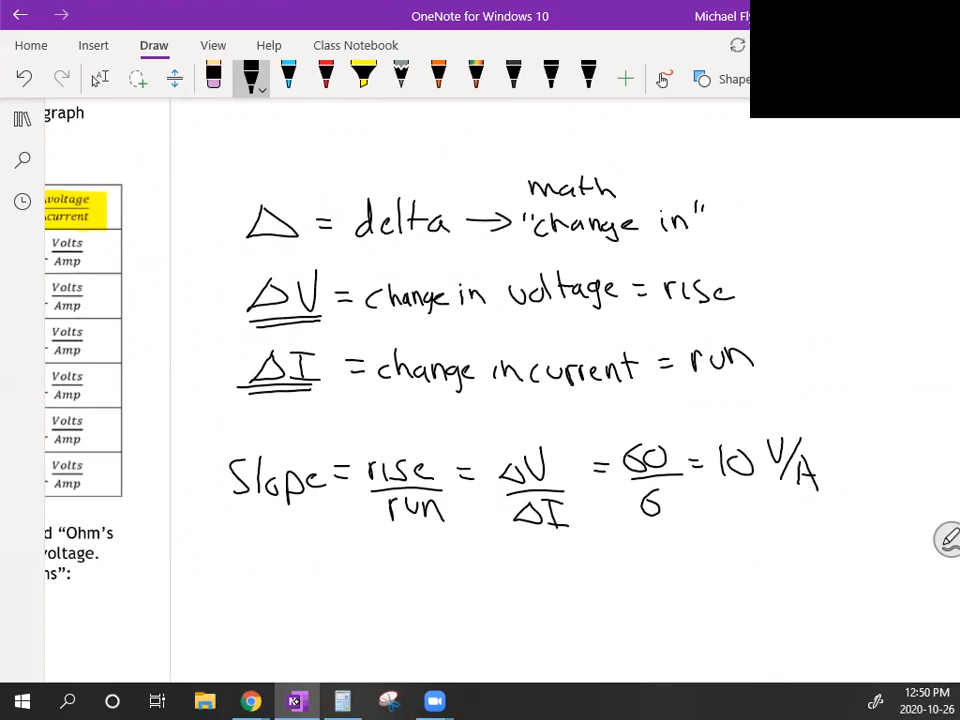 OneNote for Windows 10
Michael Fl
Home Insert Draw View Help Class Notebook
Shape
graph
voltage
current
Volts
Amp
Volts
Amp
Volts
Amp
Volts
Amp
Volts
Amp
Volts
Amp
d “Ohm’s
voltage.
ns”:
math
Δ = delta → "change in"
ΔV = change in voltage = rise
ΔI = change in current = run
Slope = rise/run = ΔV/ΔI = 60/6 = 10 V/A
12:50 PM
2020-10-26